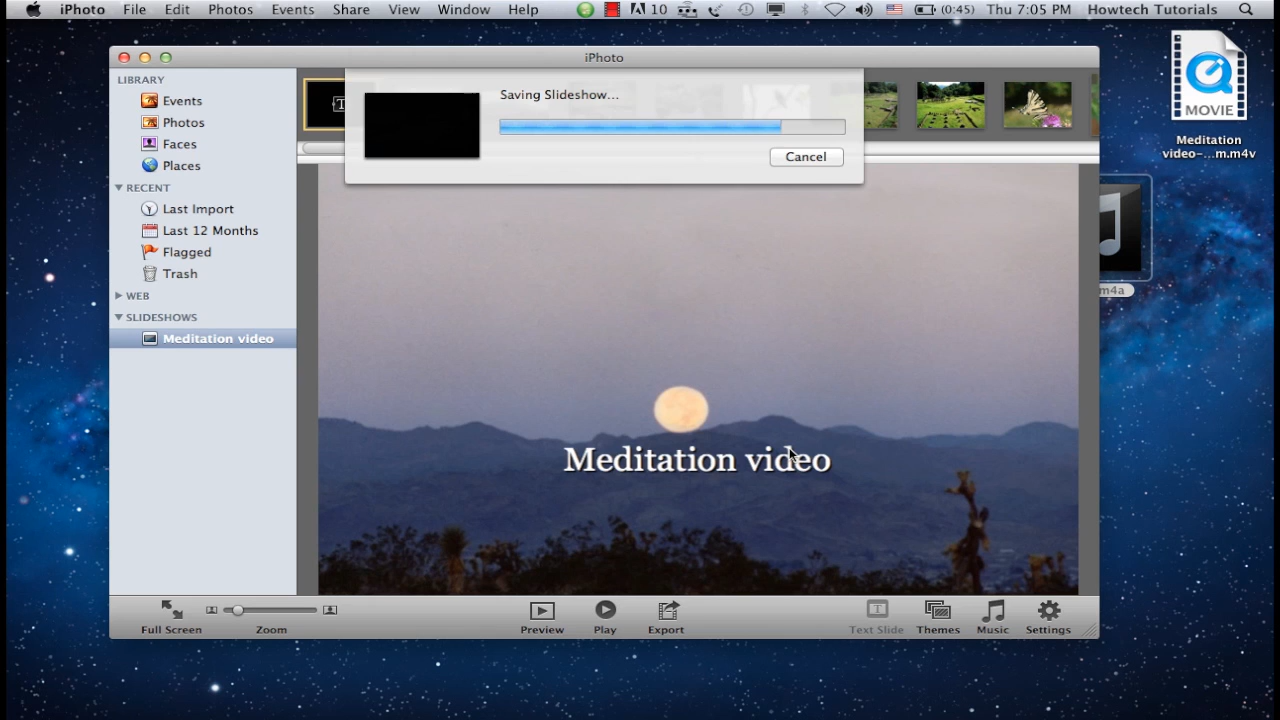 iPhoto File Edit Photos Events Share View Window Help 10 (0:45) Thu 7:05 PM Howtech Tutorials
iPhoto
LIBRARY
Events
Photos
Faces
Places
RECENT
Last Import
Last 12 Months
Flagged
Trash
WEB
SLIDESHOWS
Meditation video
T
Saving Slideshow...
Cancel
Meditation video
Full Screen
Zoom
Preview
Play
Export
T
Text Slide
Themes
Music
Settings
MOVIE
Meditation
video-...m.m4v
m4a